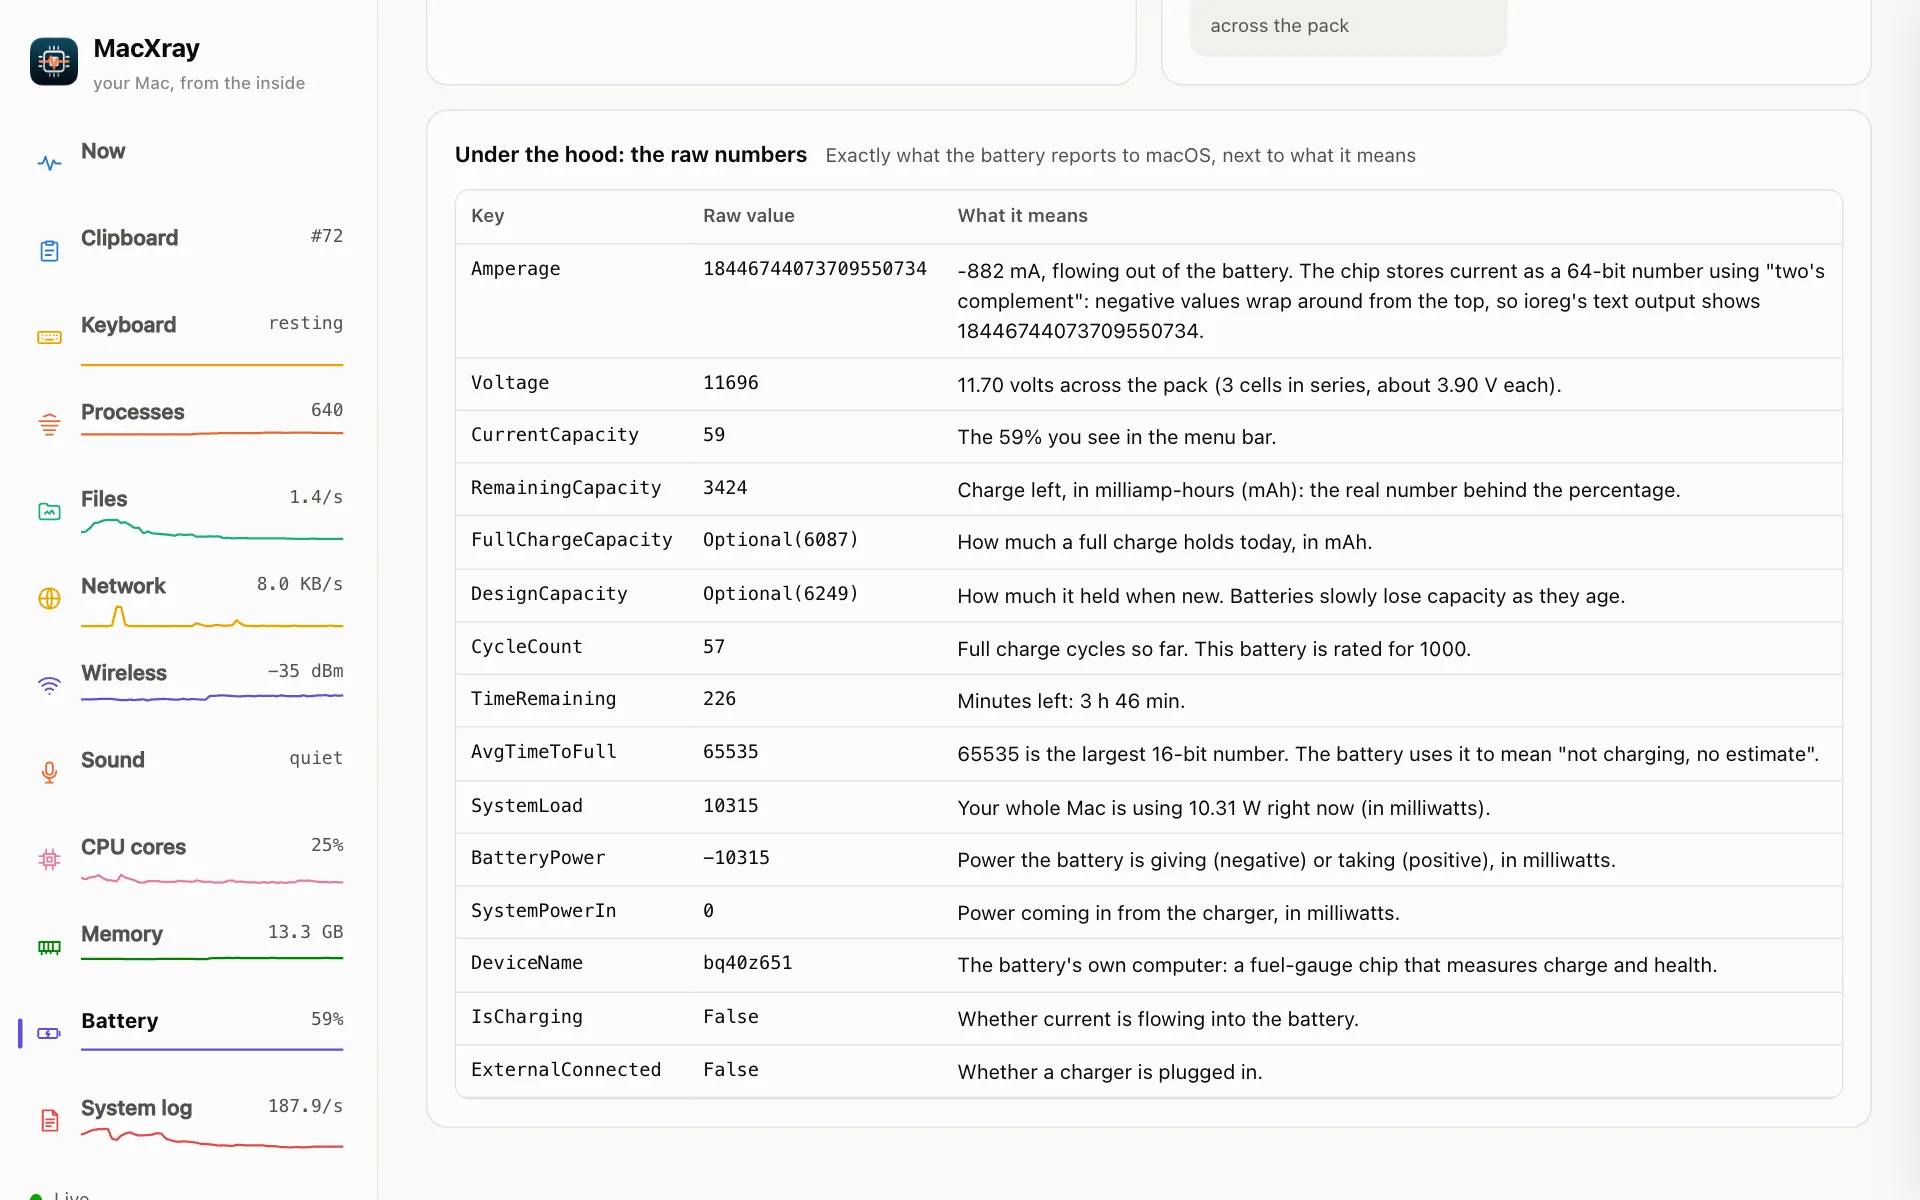 MacXray
your Mac, from the inside
Now
Clipboard #72
Keyboard resting
Processes 640
Files 1.4/s
Network 8.0 KB/s
Wireless −35 dBm
Sound quiet
CPU cores 25%
Memory 13.3 GB
Battery 59%
System log 187.9/s
Live
across the pack
Under the hood: the raw numbers Exactly what the battery reports to macOS, next to what it means
Key Raw value What it means
Amperage 18446744073709550734 -882 mA, flowing out of the battery. The chip stores current as a 64-bit number using "two's
complement": negative values wrap around from the top, so ioreg's text output shows
18446744073709550734.
Voltage 11696 11.70 volts across the pack (3 cells in series, about 3.90 V each).
CurrentCapacity 59 The 59% you see in the menu bar.
RemainingCapacity 3424 Charge left, in milliamp-hours (mAh): the real number behind the percentage.
FullChargeCapacity Optional(6087) How much a full charge holds today, in mAh.
DesignCapacity Optional(6249) How much it held when new. Batteries slowly lose capacity as they age.
CycleCount 57 Full charge cycles so far. This battery is rated for 1000.
TimeRemaining 226 Minutes left: 3 h 46 min.
AvgTimeToFull 65535 65535 is the largest 16-bit number. The battery uses it to mean "not charging, no estimate".
SystemLoad 10315 Your whole Mac is using 10.31 W right now (in milliwatts).
BatteryPower −10315 Power the battery is giving (negative) or taking (positive), in milliwatts.
SystemPowerIn 0 Power coming in from the charger, in milliwatts.
DeviceName bq40z651 The battery's own computer: a fuel-gauge chip that measures charge and health.
IsCharging False Whether current is flowing into the battery.
ExternalConnected False Whether a charger is plugged in.